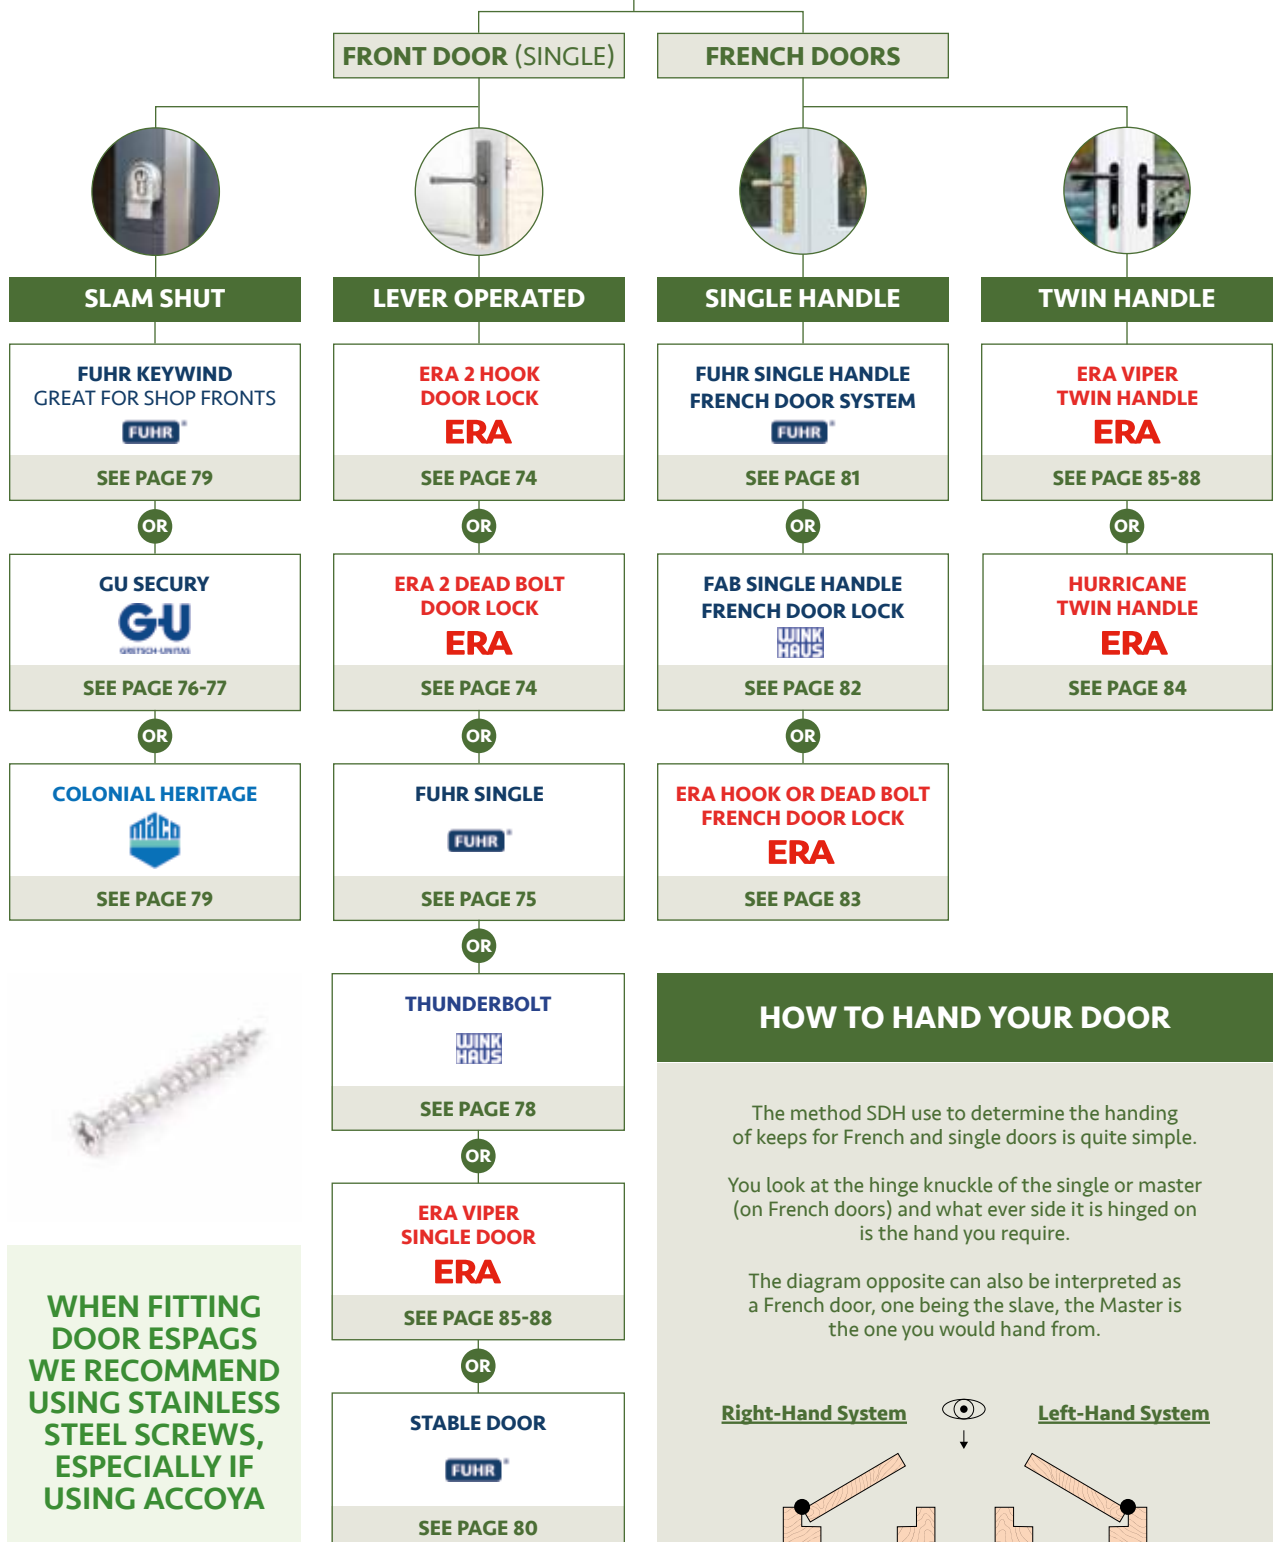 FRONT DOOR (SINGLE)
FRENCH DOORS
SLAM SHUT
LEVER OPERATED
SINGLE HANDLE
TWIN HANDLE
FUHR KEYWIND
GREAT FOR SHOP FRONTS
FUHR®
SEE PAGE 79
OR
GU SECURY
G-U
GRETSCH-UNITAS
SEE PAGE 76-77
OR
COLONIAL HERITAGE
maco
SEE PAGE 79
ERA 2 HOOK
DOOR LOCK
ERA
SEE PAGE 74
OR
ERA 2 DEAD BOLT
DOOR LOCK
ERA
SEE PAGE 74
OR
FUHR SINGLE
FUHR®
SEE PAGE 75
OR
THUNDERBOLT
WINK
HAUS
SEE PAGE 78
OR
ERA VIPER
SINGLE DOOR
ERA
SEE PAGE 85-88
OR
STABLE DOOR
FUHR®
SEE PAGE 80
FUHR SINGLE HANDLE
FRENCH DOOR SYSTEM
FUHR®
SEE PAGE 81
OR
FAB SINGLE HANDLE
FRENCH DOOR LOCK
WINK
HAUS
SEE PAGE 82
OR
ERA HOOK OR DEAD BOLT
FRENCH DOOR LOCK
ERA
SEE PAGE 83
ERA VIPER
TWIN HANDLE
ERA
SEE PAGE 85-88
OR
HURRICANE
TWIN HANDLE
ERA
SEE PAGE 84
WHEN FITTING
DOOR ESPAGS
WE RECOMMEND
USING STAINLESS
STEEL SCREWS,
ESPECIALLY IF
USING ACCOYA
HOW TO HAND YOUR DOOR
The method SDH use to determine the handing
of keeps for French and single doors is quite simple.
You look at the hinge knuckle of the single or master
(on French doors) and what ever side it is hinged on
is the hand you require.
The diagram opposite can also be interpreted as
a French door, one being the slave, the Master is
the one you would hand from.
Right-Hand System
Left-Hand System